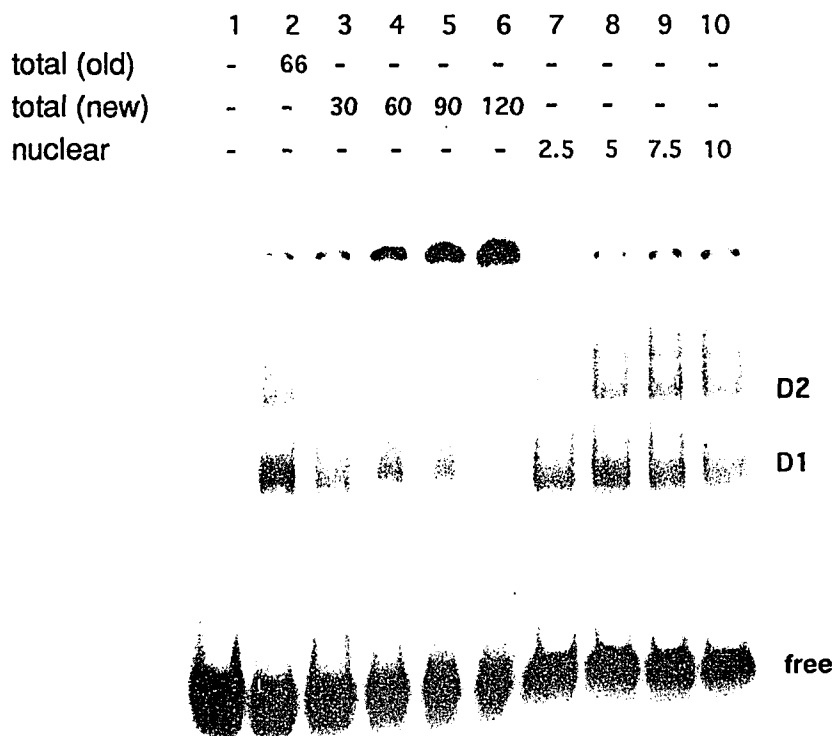 1 2 3 4 5 6 7 8 9 10
total (old) - 66 - - - - - - - -
total (new) - - 30 60 90 120 - - - -
nuclear - - - - - - 2.5 5 7.5 10
D2
D1
free